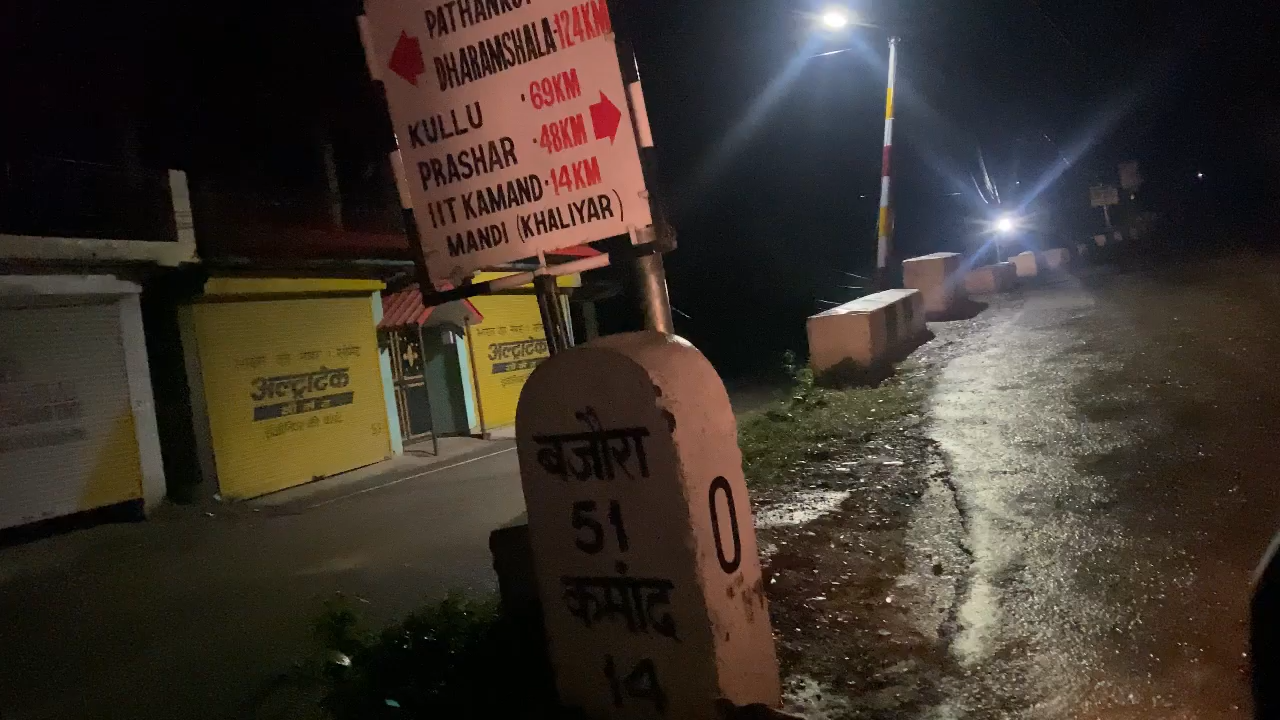 DHARAMSHALA·124KM
KULLU ·69KM
PRASHAR ·48KM
IIT KAMAND·14KM
MANDI (KHALIYAR)
बजौरा
51
कमांद
14
0
अल्ट्राटेक
अल्ट्राटेक